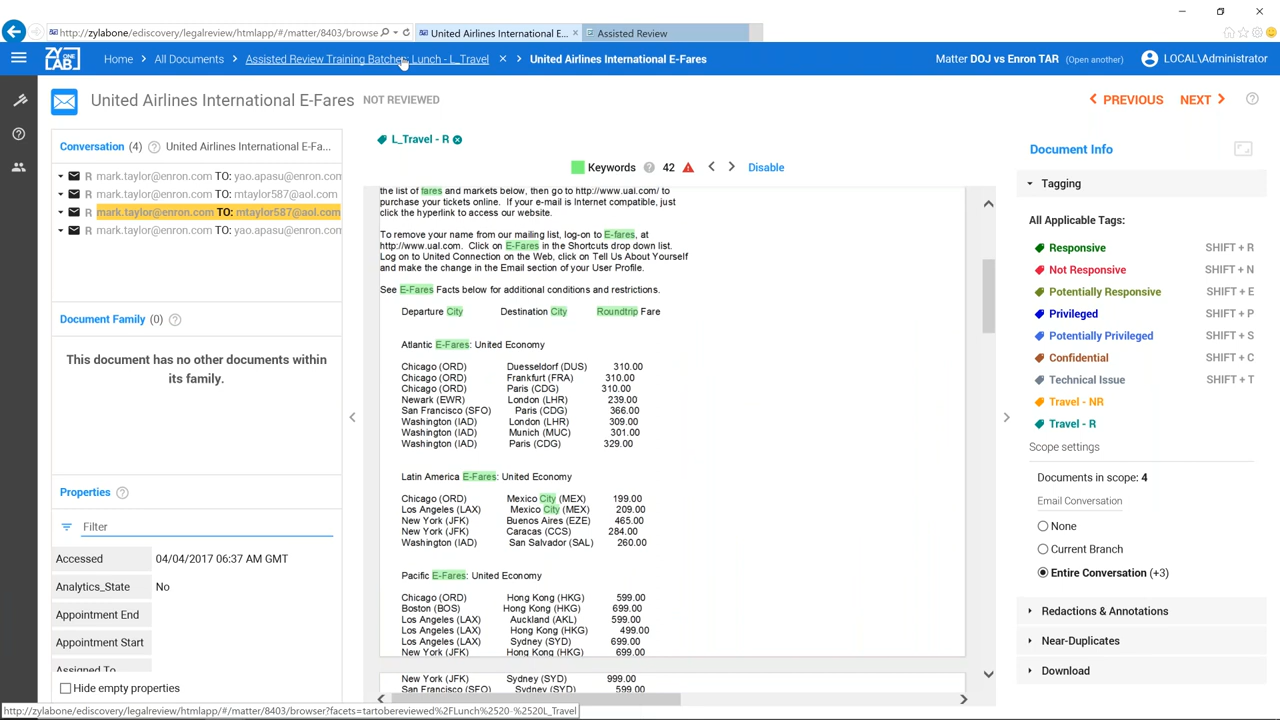 http://zylabone/ediscovery/legalreview/htmlapp/#/matter/8403/browse
United Airlines International E...
Assisted Review
ZY LAB ONE
Home
All Documents
Assisted Review Training Batches: Lunch - L_Travel
United Airlines International E-Fares
Matter DOJ vs Enron TAR (Open another)
LOCAL\Administrator
United Airlines International E-Fares NOT REVIEWED
PREVIOUS
NEXT
Conversation (4) United Airlines International E-Fa...
R mark.taylor@enron.com TO: yao.apasu@enron.com
R mark.taylor@enron.com TO: mtaylor587@aol.com
R mark.taylor@enron.com TO: mtaylor587@aol.com
R mark.taylor@enron.com TO: yao.apasu@enron.com
Document Family (0)
This document has no other documents within
its family.
Properties
Filter
Accessed 04/04/2017 06:37 AM GMT
Analytics_State No
Appointment End
Appointment Start
Assigned To
Hide empty properties
L_Travel - R
Keywords 42 Disable
the list of fares and markets below, then go to http://www.ual.com/ to
purchase your tickets online. If your e-mail is Internet compatible, just
click the hyperlink to access our website.
To remove your name from our mailing list, log-on to E-fares, at
http://www.ual.com. Click on E-Fares in the Shortcuts drop down list.
Log on to United Connection on the Web, click on Tell Us About Yourself
and make the change in the Email section of your User Profile.
See E-Fares Facts below for additional conditions and restrictions.
Departure City Destination City Roundtrip Fare
Atlantic E-Fares: United Economy
Chicago (ORD) Duesseldorf (DUS) 310.00
Chicago (ORD) Frankfurt (FRA) 310.00
Chicago (ORD) Paris (CDG) 310.00
Newark (EWR) London (LHR) 239.00
San Francisco (SFO) Paris (CDG) 366.00
Washington (IAD) London (LHR) 309.00
Washington (IAD) Munich (MUC) 301.00
Washington (IAD) Paris (CDG) 329.00
Latin America E-Fares: United Economy
Chicago (ORD) Mexico City (MEX) 199.00
Los Angeles (LAX) Mexico City (MEX) 209.00
New York (JFK) Buenos Aires (EZE) 465.00
New York (JFK) Caracas (CCS) 284.00
Washington (IAD) San Salvador (SAL) 260.00
Pacific E-Fares: United Economy
Chicago (ORD) Hong Kong (HKG) 599.00
Boston (BOS) Hong Kong (HKG) 699.00
Los Angeles (LAX) Auckland (AKL) 599.00
Los Angeles (LAX) Hong Kong (HKG) 499.00
Los Angeles (LAX) Sydney (SYD) 699.00
New York (JFK) Hong Kong (HKG) 699.00
New York (JFK) Sydney (SYD) 999.00
San Francisco (SFO) Sydney (SYD) 599.00
Document Info
Tagging
All Applicable Tags:
Responsive SHIFT + R
Not Responsive SHIFT + N
Potentially Responsive SHIFT + E
Privileged SHIFT + P
Potentially Privileged SHIFT + S
Confidential SHIFT + C
Technical Issue SHIFT + T
Travel - NR
Travel - R
Scope settings
Documents in scope: 4
Email Conversation
None
Current Branch
Entire Conversation (+3)
Redactions & Annotations
Near-Duplicates
Download
http://zylabone/ediscovery/legalreview/htmlapp/#/matter/8403/browser?facets=tartobereviewed%2FLunch%2520-%2520L_Travel